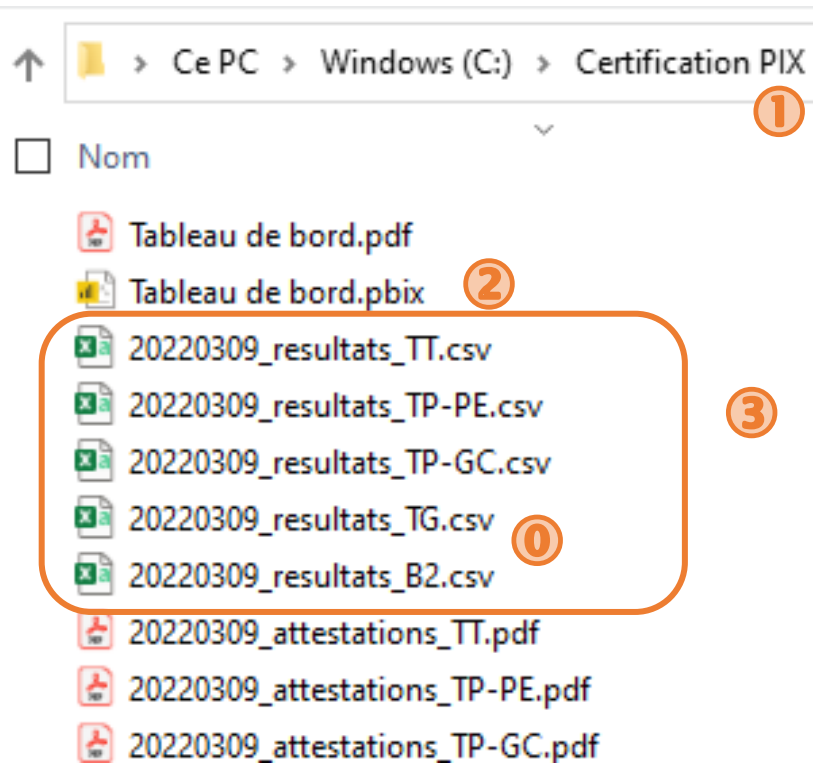 Ce PC > Windows (C:) > Certification PIX
1
Nom
Tableau de bord.pdf
Tableau de bord.pbix 2
20220309_resultats_TT.csv
20220309_resultats_TP-PE.csv 3
20220309_resultats_TP-GC.csv
20220309_resultats_TG.csv 0
20220309_resultats_B2.csv
20220309_attestations_TT.pdf
20220309_attestations_TP-PE.pdf
20220309_attestations_TP-GC.pdf